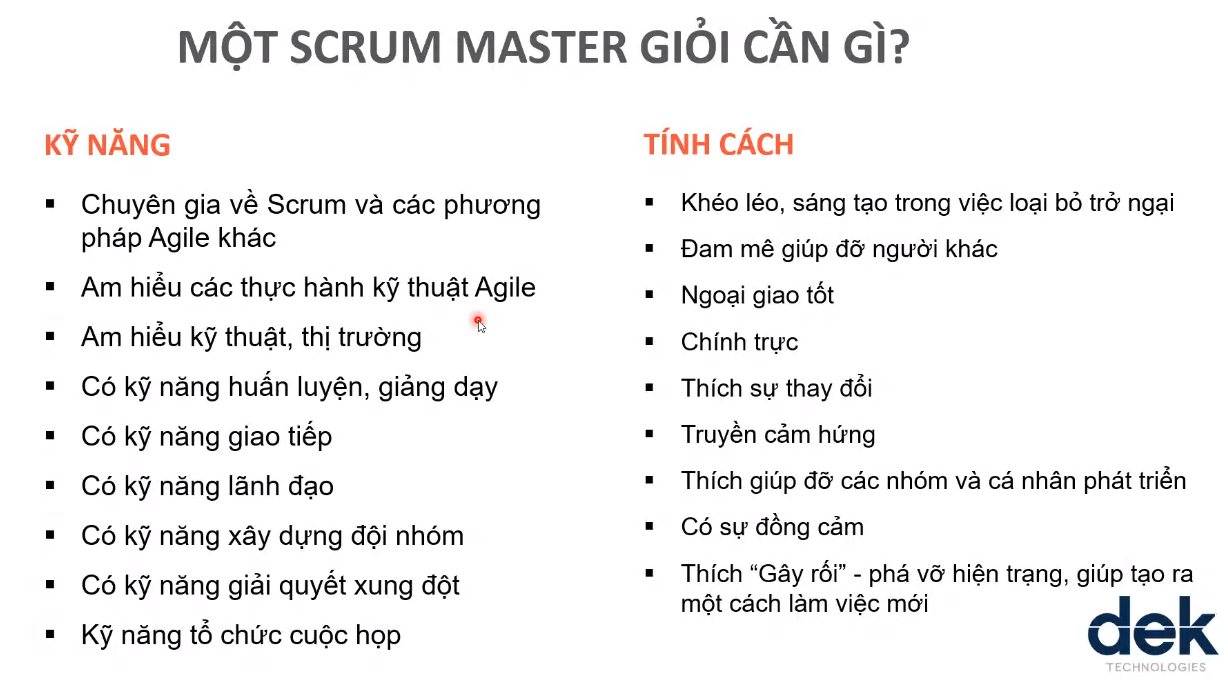 MỘT SCRUM MASTER GIỎI CẦN GÌ?
KỸ NĂNG
Chuyên gia về Scrum và các phương
pháp Agile khác
Am hiểu các thực hành kỹ thuật Agile
Am hiểu kỹ thuật, thị trường
Có kỹ năng huấn luyện, giảng dạy
Có kỹ năng giao tiếp
Có kỹ năng lãnh đạo
Có kỹ năng xây dựng đội nhóm
Có kỹ năng giải quyết xung đột
Kỹ năng tổ chức cuộc họp
TÍNH CÁCH
Khéo léo, sáng tạo trong việc loại bỏ trở ngại
Đam mê giúp đỡ người khác
Ngoại giao tốt
Chính trực
Thích sự thay đổi
Truyền cảm hứng
Thích giúp đỡ các nhóm và cá nhân phát triển
Có sự đồng cảm
Thích “Gây rối” - phá vỡ hiện trạng, giúp tạo ra
một cách làm việc mới
dek
TECHNOLOGIES